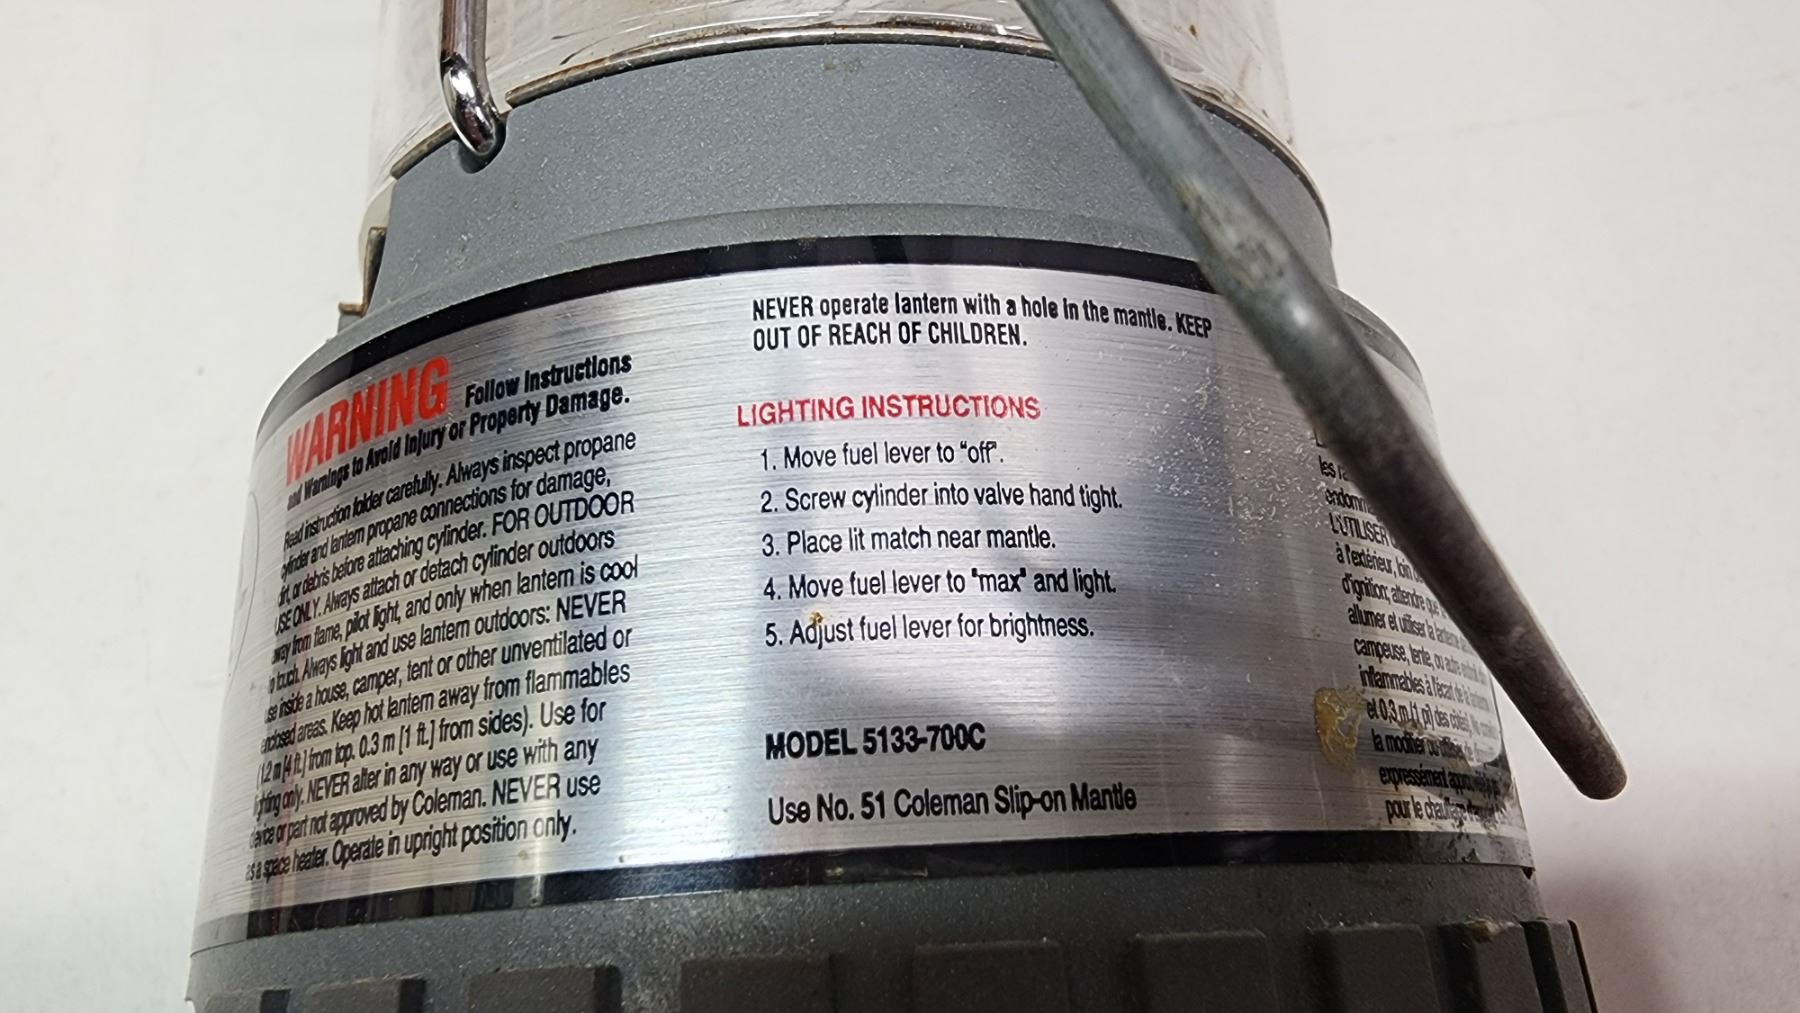 WARNING Follow Instructions
and Warnings to Avoid Injury or Property Damage.
Read instruction folder carefully. Always inspect propane
cylinder and lantern propane connections for damage,
dirt, or debris before attaching cylinder. FOR OUTDOOR
USE ONLY. Always attach or detach cylinder outdoors
away from flame, pilot light, and only when lantern is cool
to touch. Always light and use lantern outdoors: NEVER
use inside a house, camper, tent or other unventilated or
enclosed areas. Keep hot lantern away from flammables
(1.2 m [4 ft.] from top. 0.3 m [1 ft.] from sides). Use for
lighting only. NEVER alter in any way or use with any
device or part not approved by Coleman. NEVER use
as a space heater. Operate in upright position only.
NEVER operate lantern with a hole in the mantle. KEEP
OUT OF REACH OF CHILDREN.
LIGHTING INSTRUCTIONS
1. Move fuel lever to "off".
2. Screw cylinder into valve hand tight.
3. Place lit match near mantle.
4. Move fuel lever to "max" and light.
5. Adjust fuel lever for brightness.
MODEL 5133-700C
Use No. 51 Coleman Slip-on Mantle
les
L'UTILISER
à l'extérieur, loin
d'ignition; attendre que
allumer et utiliser la
campeuse, tente, ou autre
inflammables à l'écart de la
et 0,3 m (1 pi) des côtés).
la modifier ou
expressément
pour le chauffage